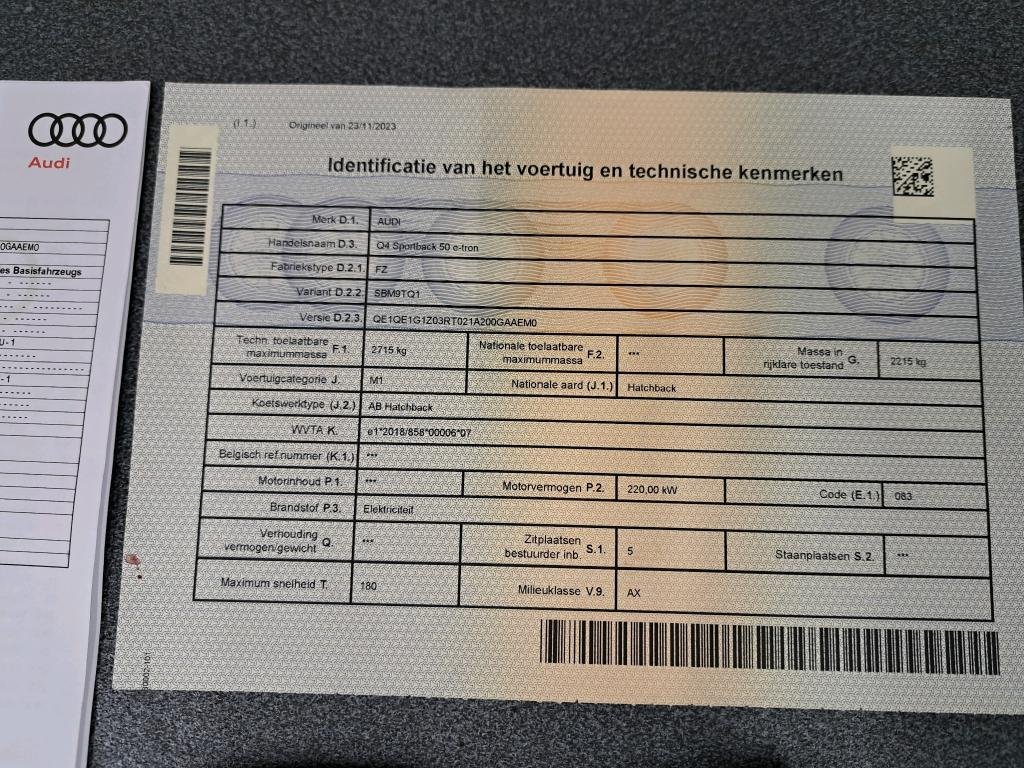 Audi
0GAAEM0
es Basisfahrzeugs
U-1
-1
(I.1.) Origineel van 23/11/2023
Identificatie van het voertuig en technische kenmerken
Merk D.1. AUDI
Handelsnaam D.3. Q4 Sportback 50 e-tron
Fabriekstype D.2.1. FZ
Variant D.2.2. SBM9TQ1
Versie D.2.3. QE1QE1G1Z03RT021A200GAAEM0
Techn. toelaatbare maximummassa F.1. 2715 kg Nationale toelaatbare maximummassa F.2. *** Massa in rijklare toestand G. 2215 kg
Voertuigcategorie J. M1 Nationale aard (J.1.) Hatchback
Koetswerktype (J.2.) AB Hatchback
WVTA K. e1*2018/858*00006*07
Belgisch ref.nummer (K.1.) ***
Motorinhoud P.1. *** Motorvermogen P.2. 220,00 kW Code (E.1.) 083
Brandstof P.3. Elektriciteit
Verhouding vermogen/gewicht Q. *** Zitplaatsen bestuurder inb. S.1. 5 Staanplaatsen S.2. ***
Maximum snelheid T. 180 Milieuklasse V.9. AX